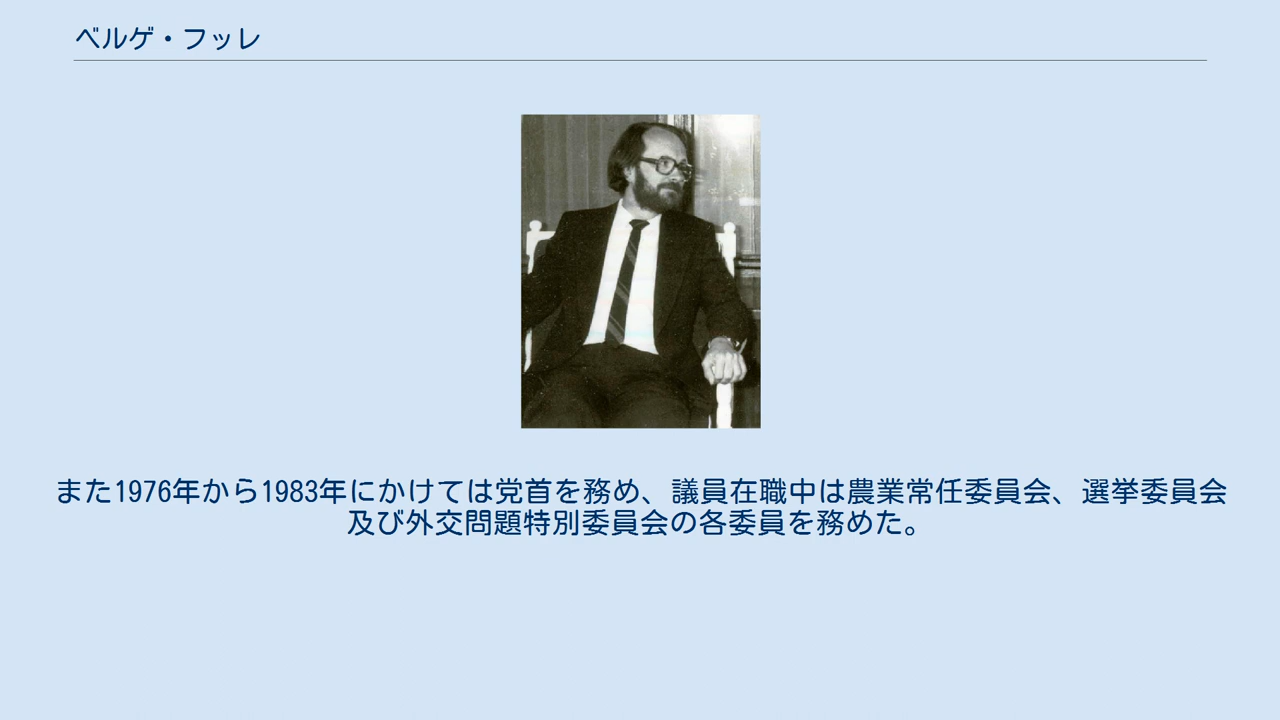 ベルゲ・フッレ
また1976年から1983年にかけては党首を務め、議員在職中は農業常任委員会、選挙委員会
及び外交問題特別委員会の各委員を務めた。